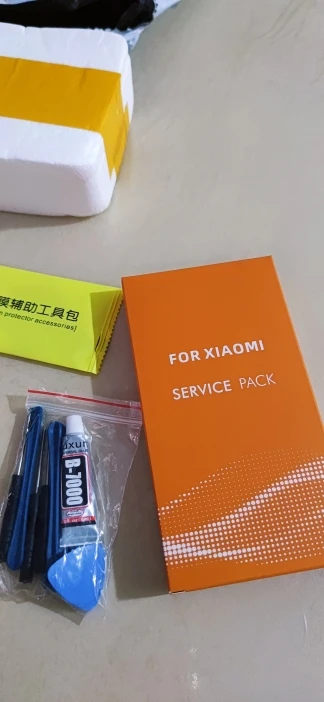 膜辅助工具包
protector accessories)
FOR XIAOMI
SERVICE PACK
B-7000